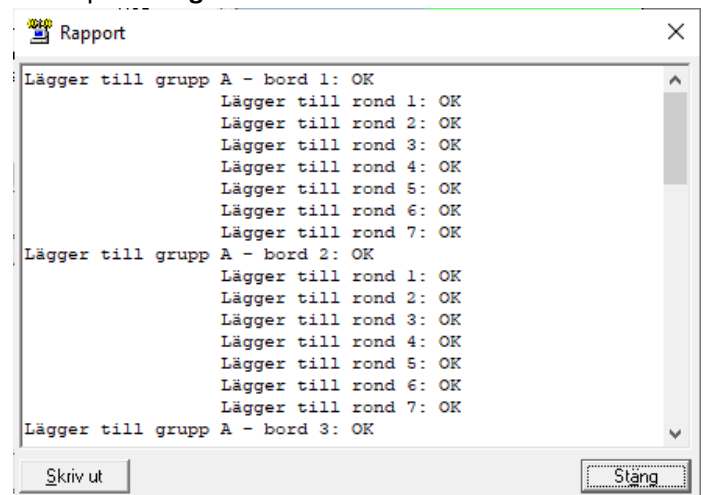 Rapport
Lägger till grupp A - bord 1: OK
Lägger till rond 1: OK
Lägger till rond 2: OK
Lägger till rond 3: OK
Lägger till rond 4: OK
Lägger till rond 5: OK
Lägger till rond 6: OK
Lägger till rond 7: OK
Lägger till grupp A - bord 2: OK
Lägger till rond 1: OK
Lägger till rond 2: OK
Lägger till rond 3: OK
Lägger till rond 4: OK
Lägger till rond 5: OK
Lägger till rond 6: OK
Lägger till rond 7: OK
Lägger till grupp A - bord 3: OK
Skriv ut
Stäng